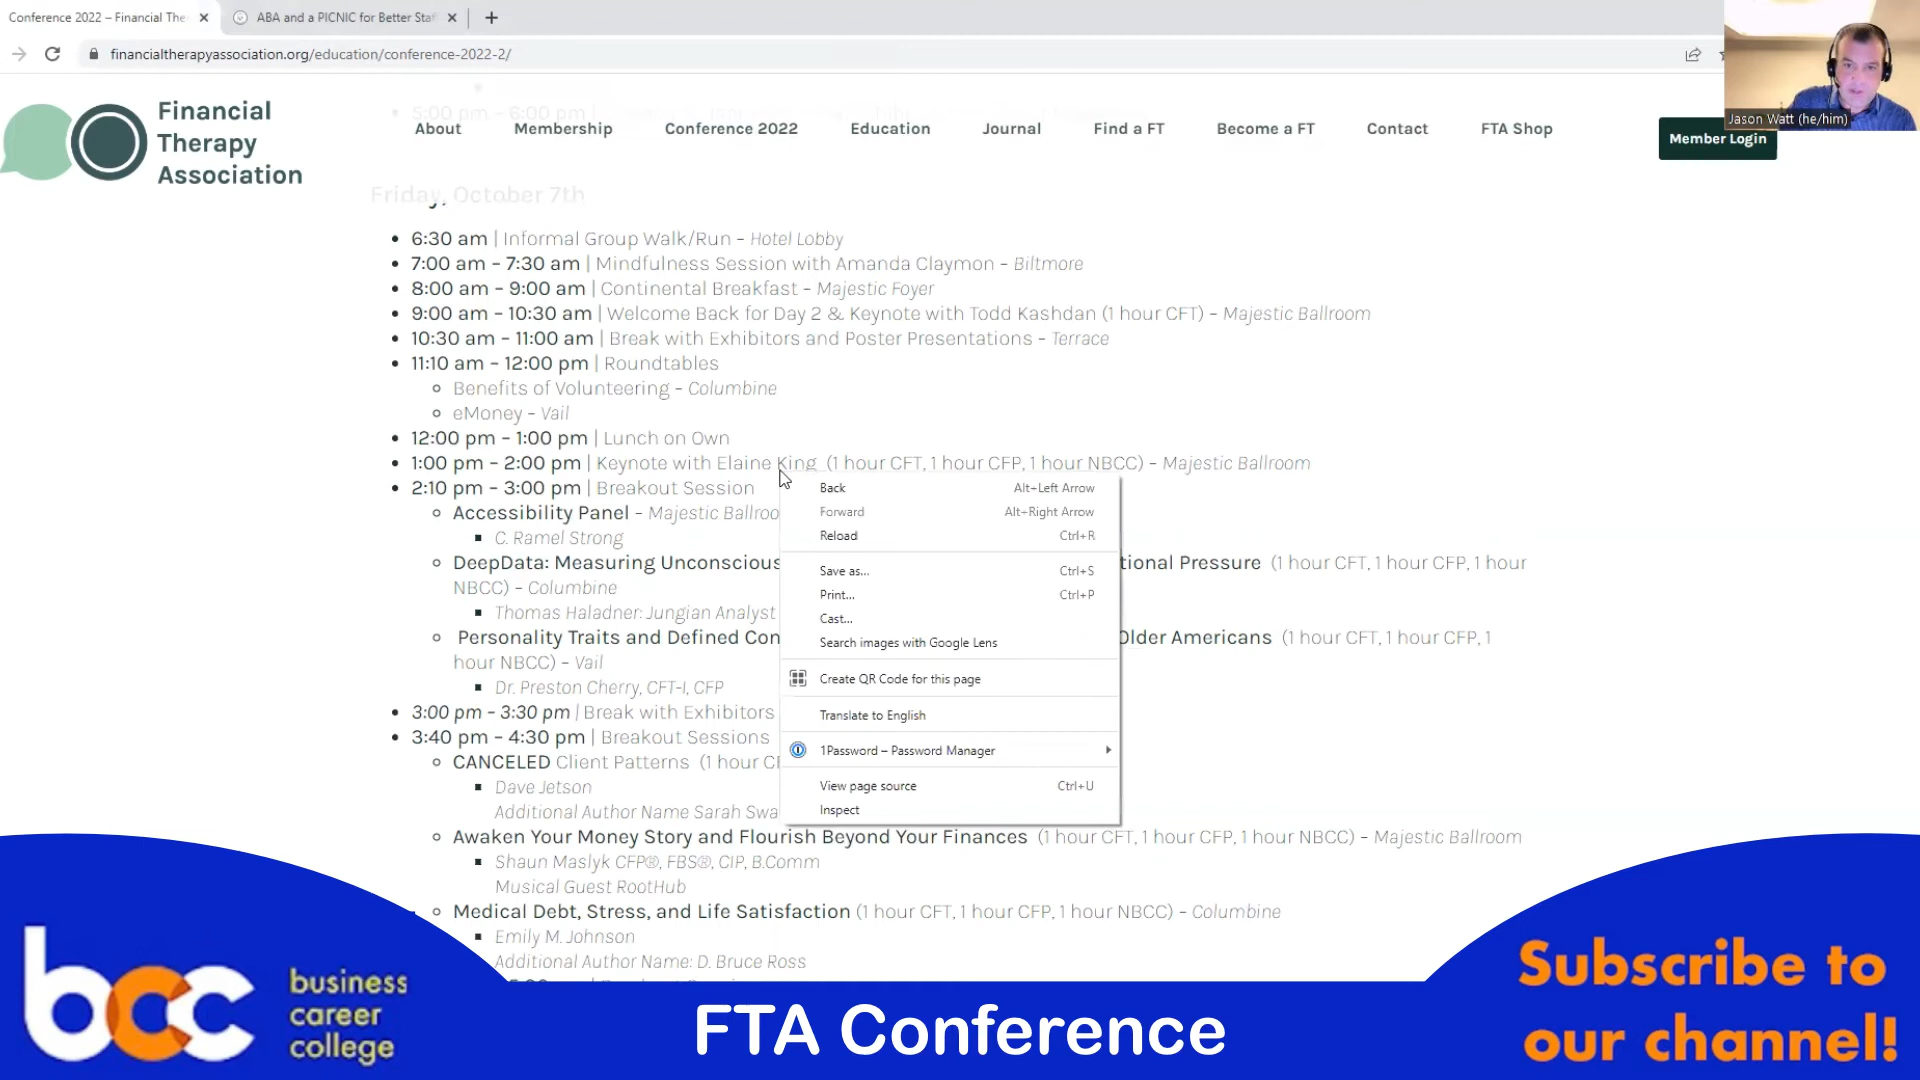 Conference 2022 – Financial The
ABA and a PICNIC for Better Staf
financialtherapyassociation.org/education/conference-2022-2/
Jason Watt (he/him)
Financial
Therapy
Association
About
Membership
Conference 2022
Education
Journal
Find a FT
Become a FT
Contact
FTA Shop
Member Login
5:00 pm – 6:00 pm |
Friday, October 7th
6:30 am | Informal Group Walk/Run – Hotel Lobby
7:00 am – 7:30 am | Mindfulness Session with Amanda Claymon – Biltmore
8:00 am – 9:00 am | Continental Breakfast – Majestic Foyer
9:00 am – 10:30 am | Welcome Back for Day 2 & Keynote with Todd Kashdan (1 hour CFT) – Majestic Ballroom
10:30 am – 11:00 am | Break with Exhibitors and Poster Presentations – Terrace
11:10 am – 12:00 pm | Roundtables
Benefits of Volunteering – Columbine
eMoney – Vail
12:00 pm – 1:00 pm | Lunch on Own
1:00 pm – 2:00 pm | Keynote with Elaine King (1 hour CFT, 1 hour CFP, 1 hour NBCC) – Majestic Ballroom
2:10 pm – 3:00 pm | Breakout Session
Accessibility Panel – Majestic Ballroo
C. Ramel Strong
DeepData: Measuring Unconscious tional Pressure (1 hour CFT, 1 hour CFP, 1 hour
NBCC) – Columbine
Thomas Haladner: Jungian Analyst
Personality Traits and Defined Con Older Americans (1 hour CFT, 1 hour CFP, 1
hour NBCC) – Vail
Dr. Preston Cherry, CFT-I, CFP
3:00 pm – 3:30 pm | Break with Exhibitors
3:40 pm – 4:30 pm | Breakout Sessions
CANCELED Client Patterns (1 hour CF
Dave Jetson
Additional Author Name Sarah Swa
Awaken Your Money Story and Flourish Beyond Your Finances (1 hour CFT, 1 hour CFP, 1 hour NBCC) – Majestic Ballroom
Shaun Maslyk CFP®, FBS®, CIP, B.Comm
Musical Guest RootHub
Medical Debt, Stress, and Life Satisfaction (1 hour CFT, 1 hour CFP, 1 hour NBCC) – Columbine
Emily M. Johnson
Additional Author Name: D. Bruce Ross
Back Alt+Left Arrow
Forward Alt+Right Arrow
Reload Ctrl+R
Save as... Ctrl+S
Print... Ctrl+P
Cast...
Search images with Google Lens
Create QR Code for this page
Translate to English
1Password – Password Manager
View page source Ctrl+U
Inspect
bcc
business
career
college
FTA Conference
Subscribe to
our channel!